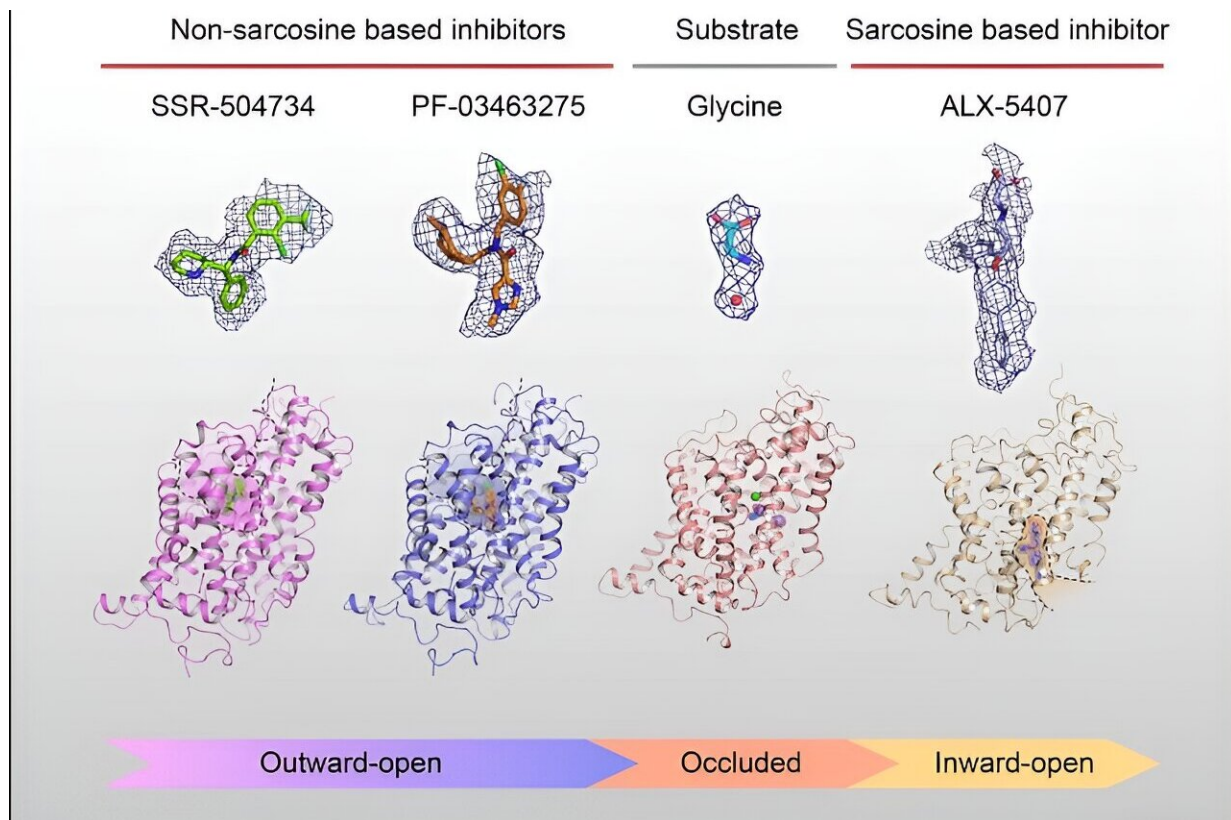 Non-sarcosine based inhibitors
Substrate
Sarcosine based inhibitor
SSR-504734
PF-03463275
Glycine
ALX-5407
Outward-open
Occluded
Inward-open